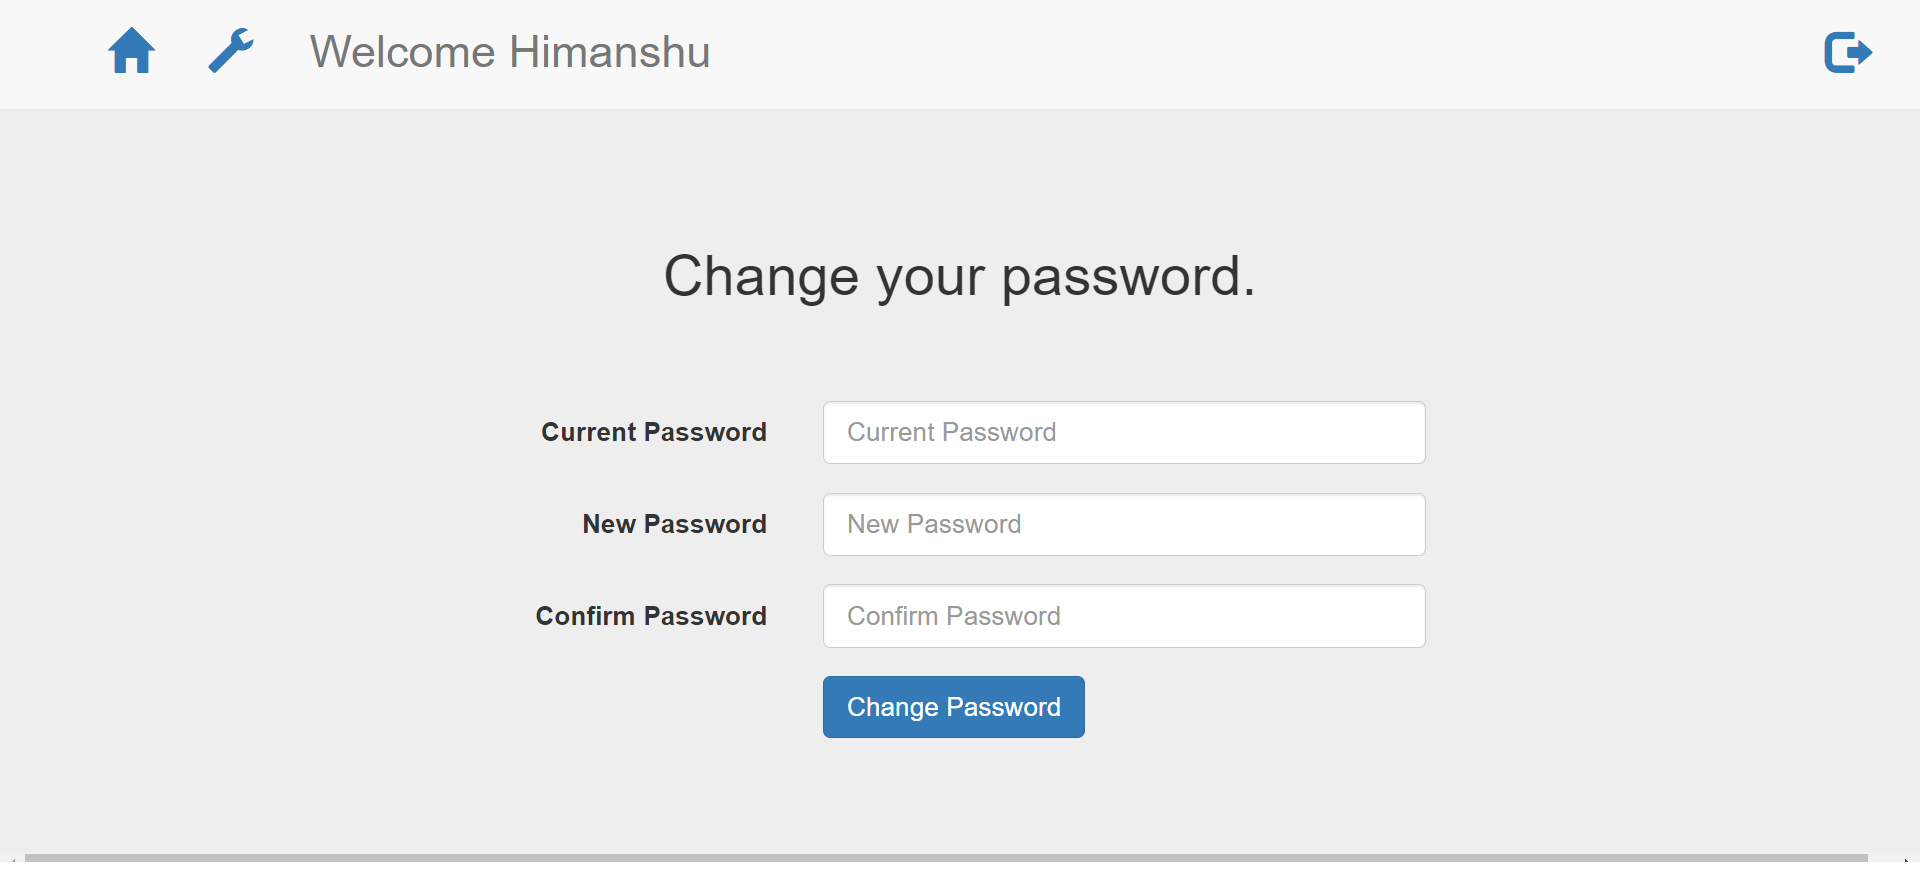 Welcome Himanshu
Change your password.
Current Password Current Password
New Password New Password
Confirm Password Confirm Password
Change Password